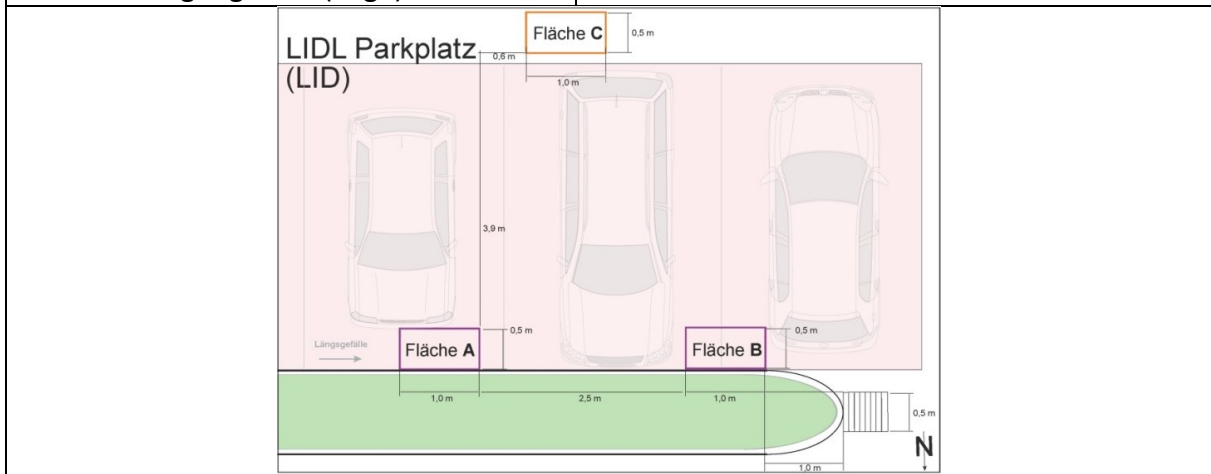 Fläche C
0,5 m
LIDL Parkplatz
(LID)
0,6 m
1,0 m
3,9 m
Längsgefälle
Fläche A
0,5 m
Fläche B
0,5 m
1,0 m
2,5 m
1,0 m
0,5 m
N
1,0 m